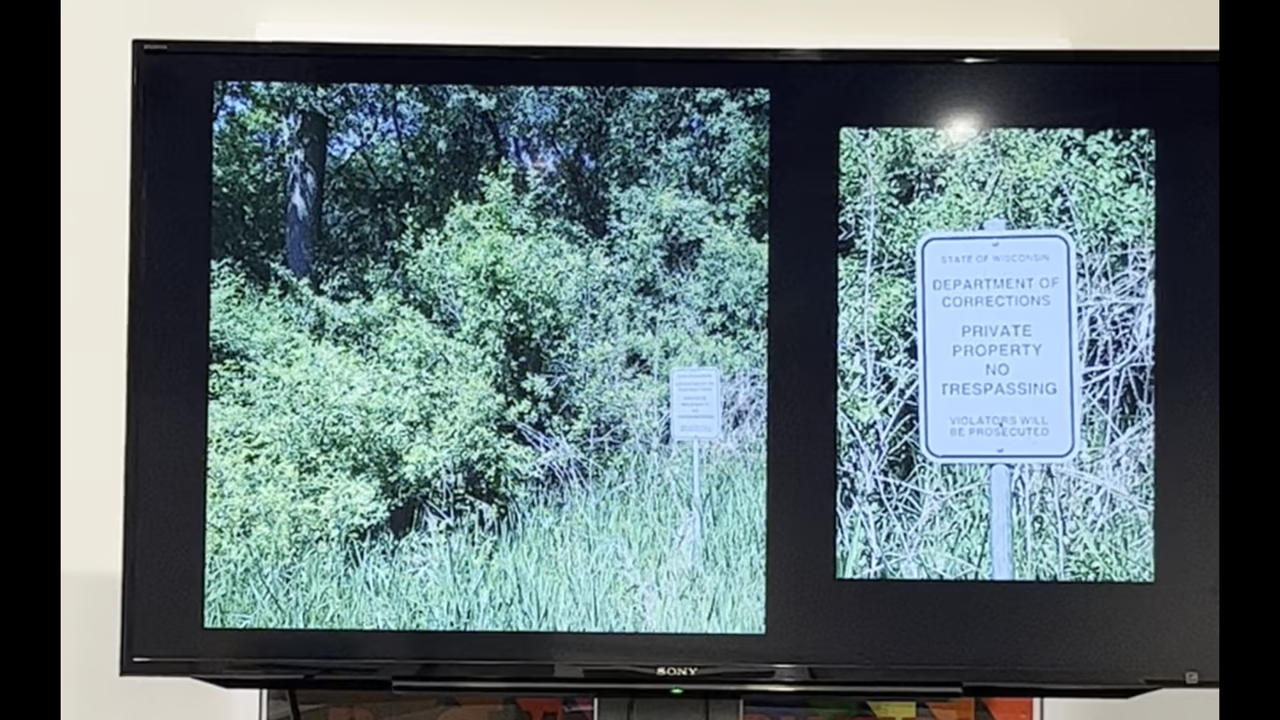 STATE OF WISCONSIN
DEPARTMENT OF
CORRECTIONS
PRIVATE
PROPERTY
NO
TRESPASSING
VIOLATORS WILL
BE PROSECUTED
SONY